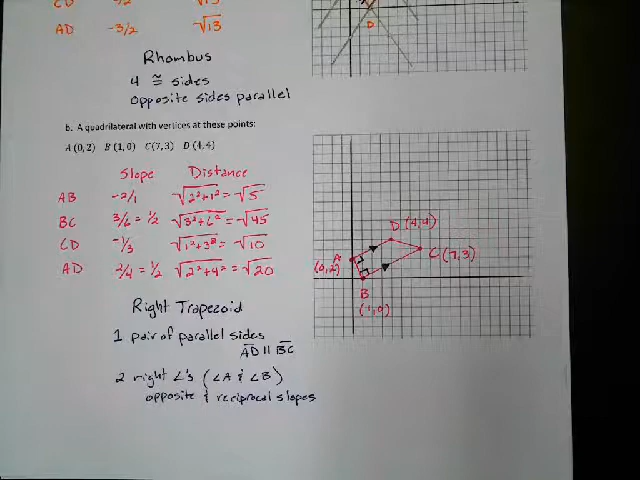 CD √13
AD -3/2 √13
D
Rhombus
4 ≅ sides
opposite sides parallel
b. A quadrilateral with vertices at these points:
A (0, 2) B (1, 0) C(7, 3) D (4, 4)
Slope Distance
AB -2/1 √2²+1² = √5
BC 3/6 = 1/2 √3²+6² = √45
CD -1/3 √1²+3² = √10
AD 2/4 = 1/2 √2²+4² = √20
D (4,4)
A
C (7,3)
(0,2)
B
(1,0)
Right Trapezoid
1 pair of parallel sides
AD || BC
2 right ∠'s (∠A & ∠B)
opposite & reciprocal slopes